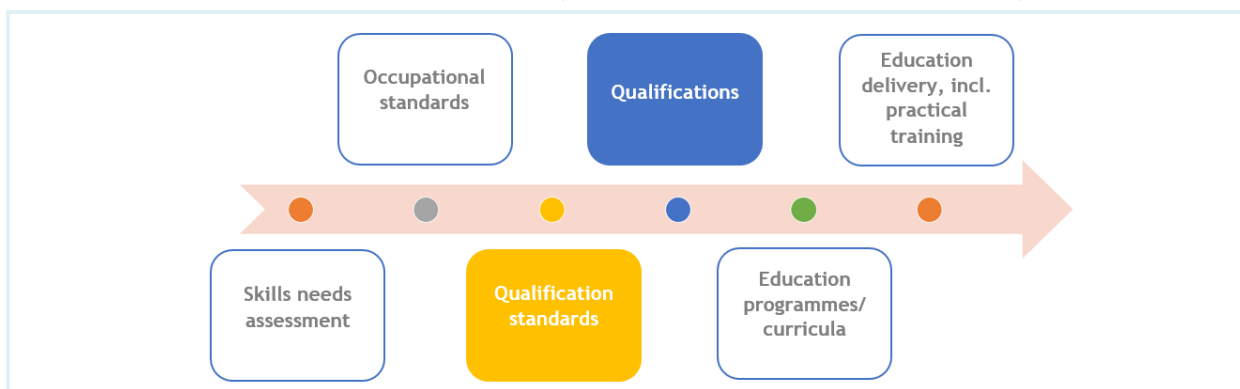 Occupational
standards
Qualifications
Education
delivery, incl.
practical
training
Skills needs
assessment
Qualification
standards
Education
programmes/
curricula